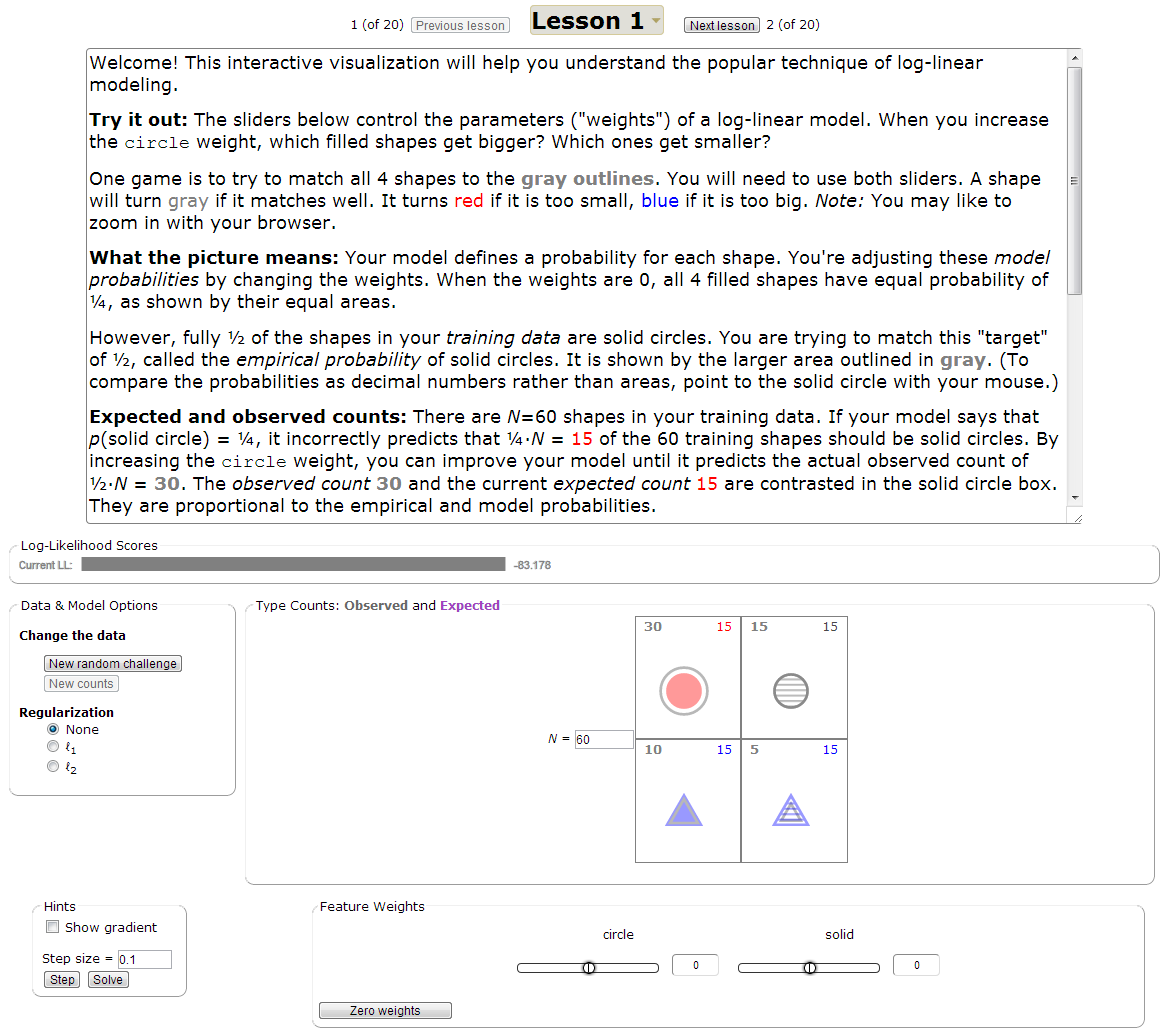 1 (of 20) Previous lesson Lesson 1 Next lesson 2 (of 20)
Welcome! This interactive visualization will help you understand the popular technique of log-linear
modeling.
Try it out: The sliders below control the parameters ("weights") of a log-linear model. When you increase
the circle weight, which filled shapes get bigger? Which ones get smaller?
One game is to try to match all 4 shapes to the gray outlines. You will need to use both sliders. A shape
will turn gray if it matches well. It turns red if it is too small, blue if it is too big. Note: You may like to
zoom in with your browser.
What the picture means: Your model defines a probability for each shape. You're adjusting these model
probabilities by changing the weights. When the weights are 0, all 4 filled shapes have equal probability of
¼, as shown by their equal areas.
However, fully ½ of the shapes in your training data are solid circles. You are trying to match this "target"
of ½, called the empirical probability of solid circles. It is shown by the larger area outlined in gray. (To
compare the probabilities as decimal numbers rather than areas, point to the solid circle with your mouse.)
Expected and observed counts: There are N=60 shapes in your training data. If your model says that
p(solid circle) = ¼, it incorrectly predicts that ¼·N = 15 of the 60 training shapes should be solid circles. By
increasing the circle weight, you can improve your model until it predicts the actual observed count of
½·N = 30. The observed count 30 and the current expected count 15 are contrasted in the solid circle box.
They are proportional to the empirical and model probabilities.
Log-Likelihood Scores
Current LL: -83.178
Data & Model Options
Change the data
New random challenge
New counts
Regularization
None
ℓ1
ℓ2
Type Counts: Observed and Expected
30 15 15 15
N = 60
10 15 5 15
Hints
Show gradient
Step size = 0.1
Step Solve
Feature Weights
circle solid
0 0
Zero weights